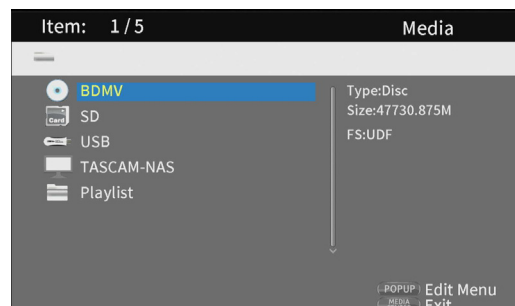 Item: 1/5 Media
BDMV
Card SD
USB
TASCAM-NAS
Playlist
Type:Disc
Size:47730.875M
FS:UDF
POPUP Edit Menu
MEDIA Exit